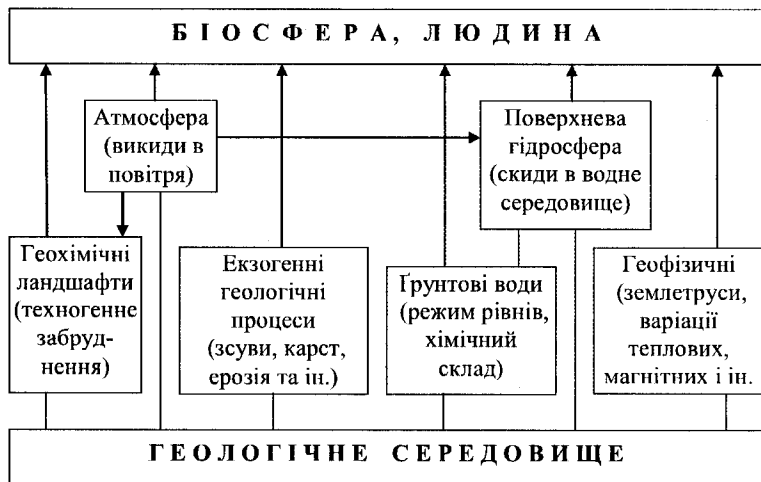 БІОСФЕРА, ЛЮДИНА
Атмосфера
(викиди в
повітря)
Поверхнева
гідросфера
(скиди в водне
середовище)
Геохімічні
ландшафти
(техногенне
забруд-
нення)
Екзогенні
геологічні
процеси
(зсуви, карст,
ерозія та ін.)
Ґрунтові води
(режим рівнів,
хімічний
склад)
Геофізичні
(землетруси,
варіації
теплових,
магнітних і ін.
ГЕОЛОГІЧНЕ СЕРЕДОВИЩЕ